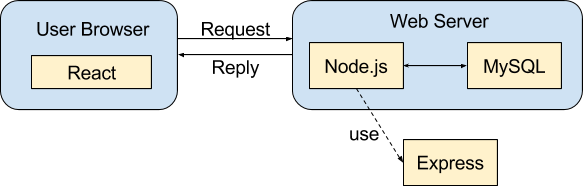 User Browser
React
Request
Reply
Web Server
Node.js
MySQL
use
Express